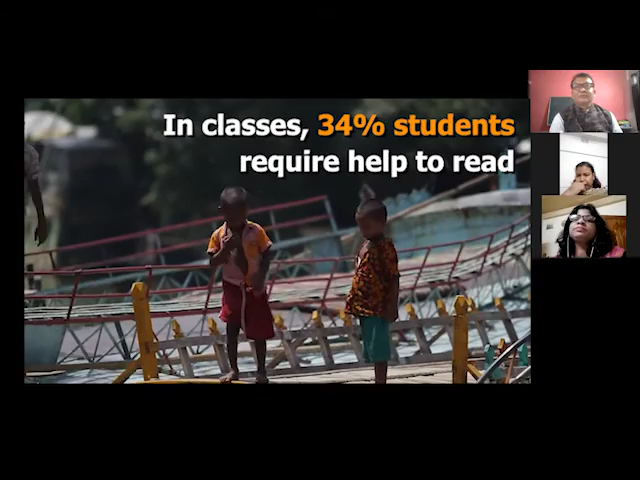 In classes, 34% students
require help to read